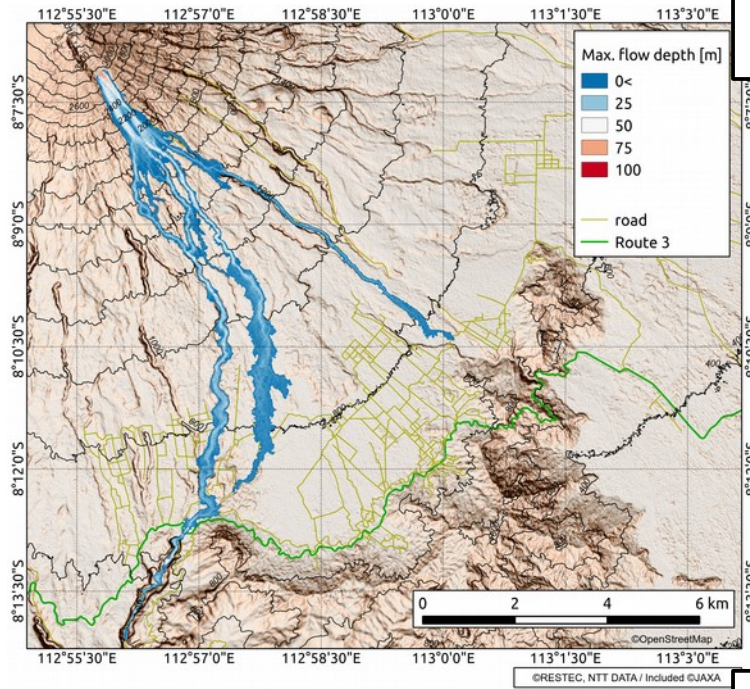 112°55'30"E 112°57'0"E 112°58'30"E 113°0'0"E 113°1'30"E 113°3'0"E
Max. flow depth [m]
0<
25
50
75
100
road
Route 3
8°7'30"S
8°9'0"S
8°10'30"S
8°12'0"S
8°13'30"S
2600
1000
400
0 2 4 6 km
©OpenStreetMap
112°55'30"E 112°57'0"E 112°58'30"E 113°0'0"E 113°1'30"E 113°3'0"E
©RESTEC, NTT DATA / Included ©JAXA